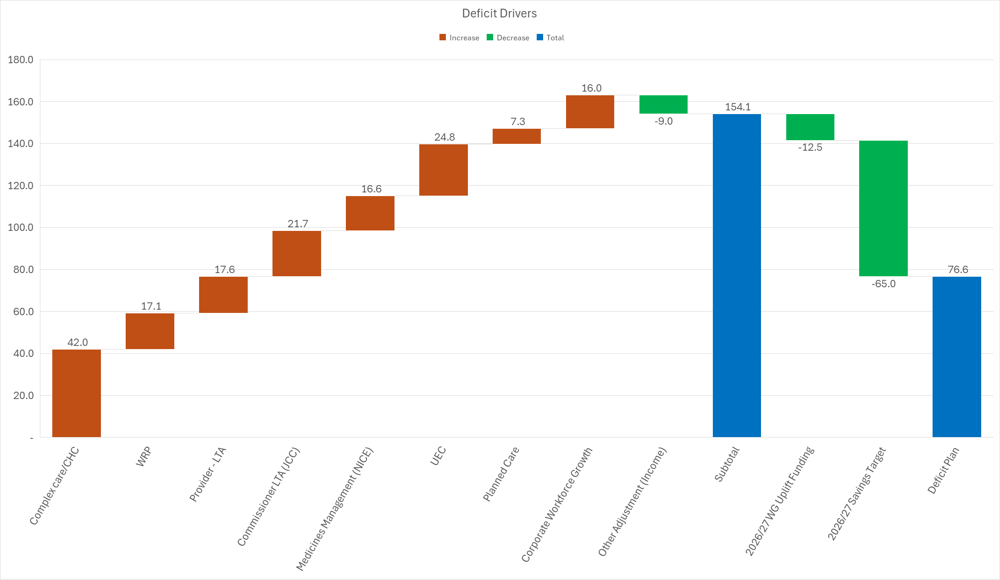 Deficit Drivers
Increase Decrease Total
180.0
160.0
140.0
120.0
100.0
80.0
60.0
40.0
20.0
-
42.0
17.1
17.6
21.7
16.6
24.8
7.3
16.0
-9.0
154.1
-12.5
-65.0
76.6
Complex care/CHC
WRP
Provider - LTA
Commissioner LTA (JCC)
Medicines Management (NICE)
UEC
Planned Care
Corporate Workforce Growth
Other Adjustment (Income)
Subtotal
2026/27 WG Uplift Funding
2026/27 Savings Target
Deficit Plan